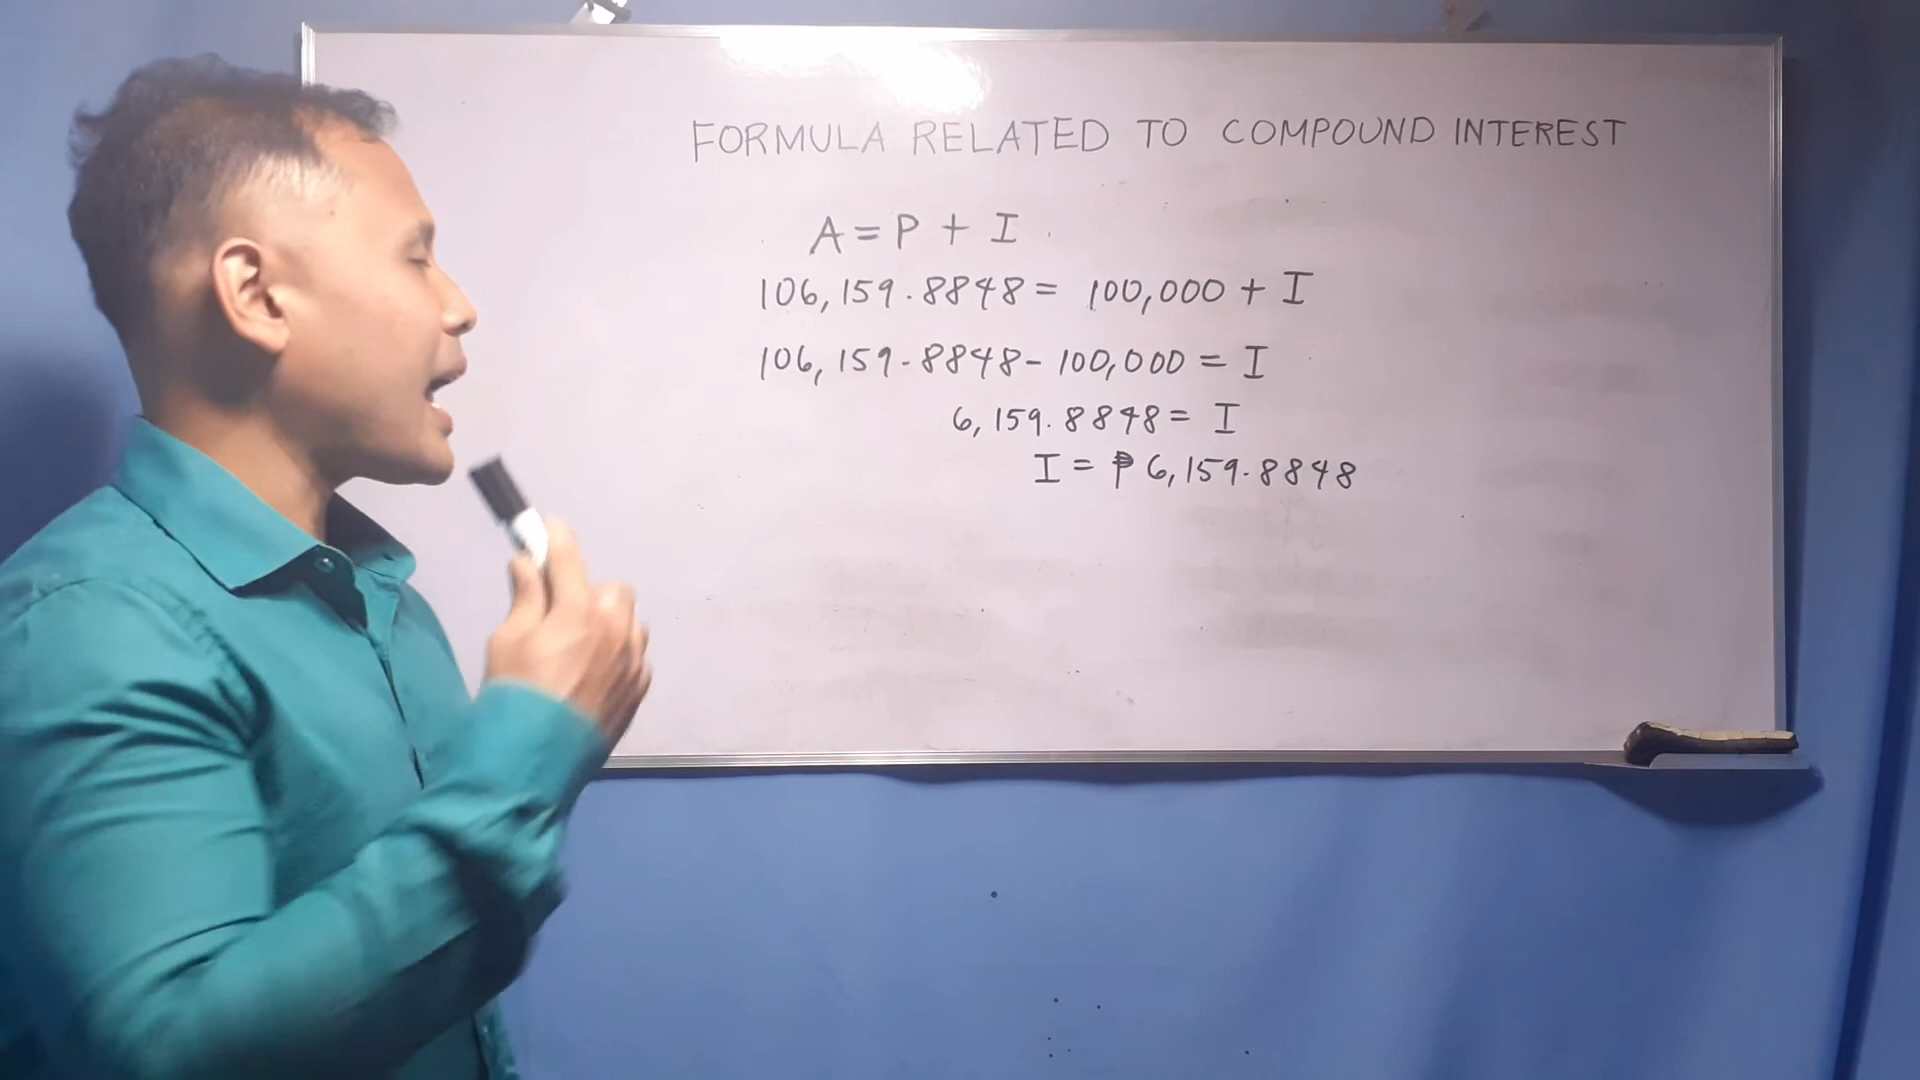 FORMULA RELATED TO COMPOUND INTEREST
A = P + I
106,159.8848 = 100,000 + I
106,159.8848 - 100,000 = I
6,159.8848 = I
I = ₱ 6,159.8848